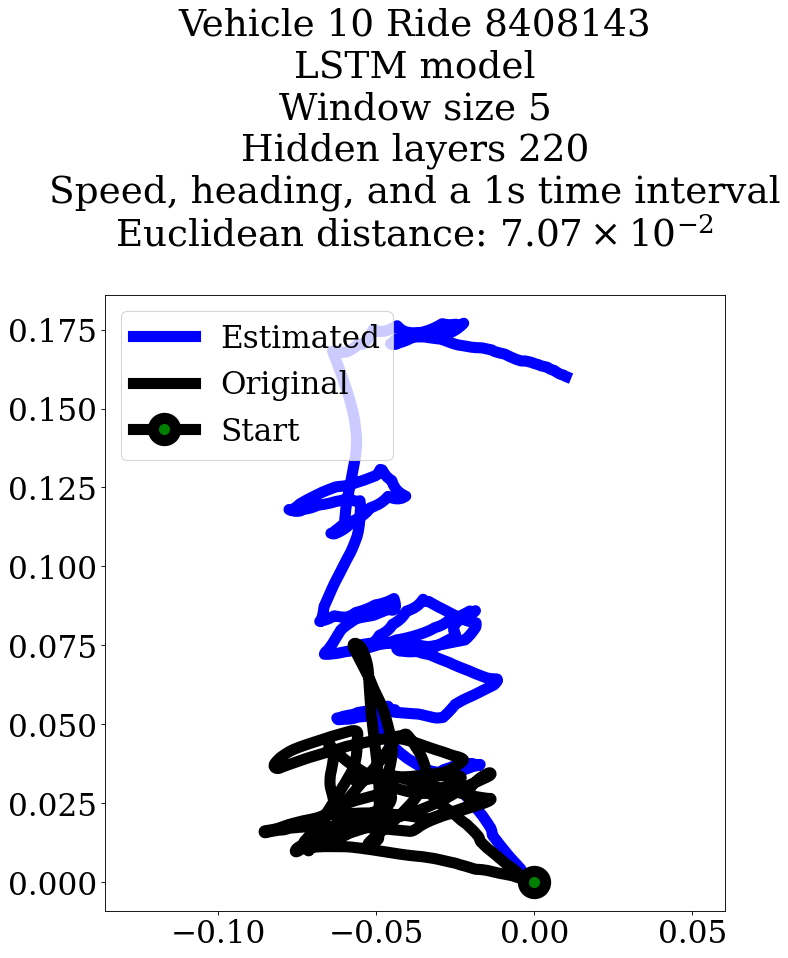 Vehicle 10 Ride 8408143
LSTM model
Window size 5
Hidden layers 220
Speed, heading, and a 1s time interval
Euclidean distance: 7.07 × 10⁻²
Estimated
Original
Start
0.175
0.150
0.125
0.100
0.075
0.050
0.025
0.000
−0.10 −0.05 0.00 0.05